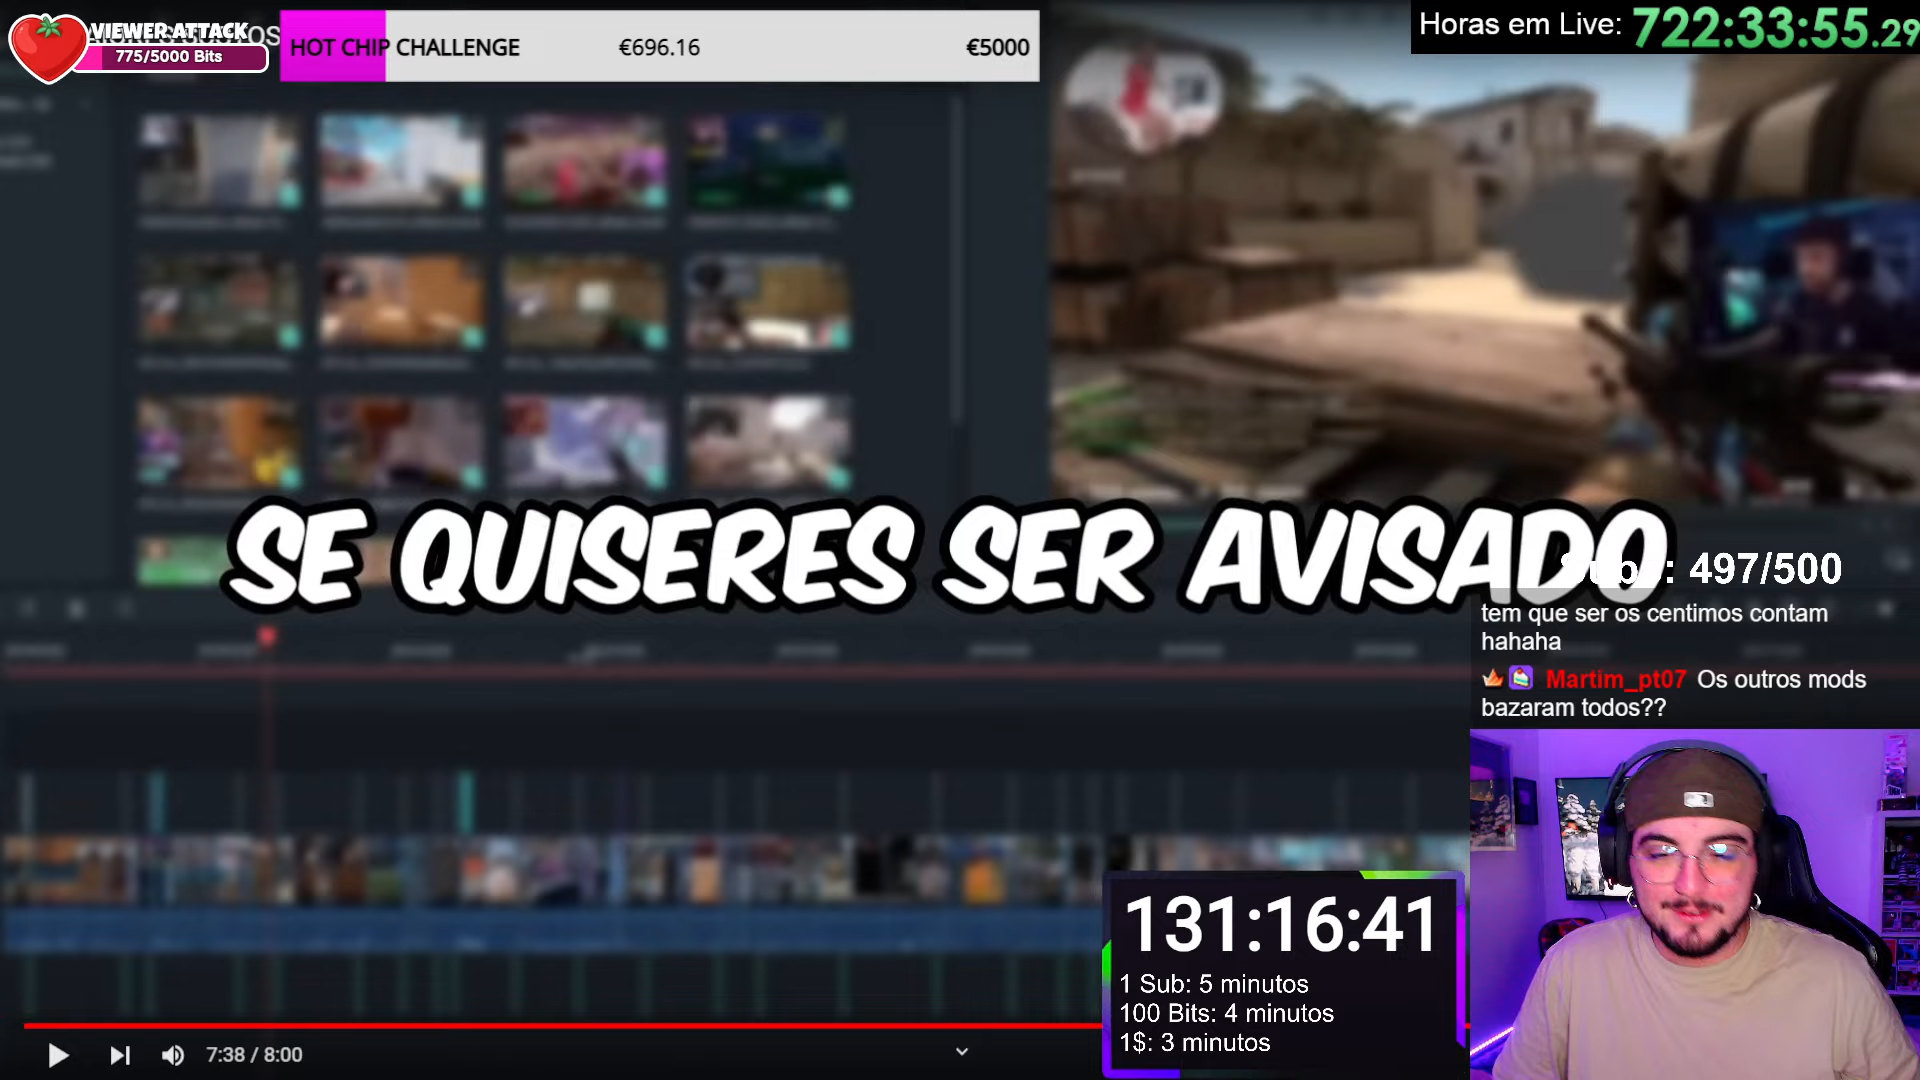 VIEWER ATTACK
775/5000 Bits
HOT CHIP CHALLENGE €696.16 €5000
Horas em Live: 722:33:55.29
SE QUISERES SER AVISADO
Subs: 497/500
tem que ser os centimos contam
hahaha
Martim_pt07 Os outros mods
bazaram todos??
131:16:41
1 Sub: 5 minutos
100 Bits: 4 minutos
1$: 3 minutos
7:38 / 8:00